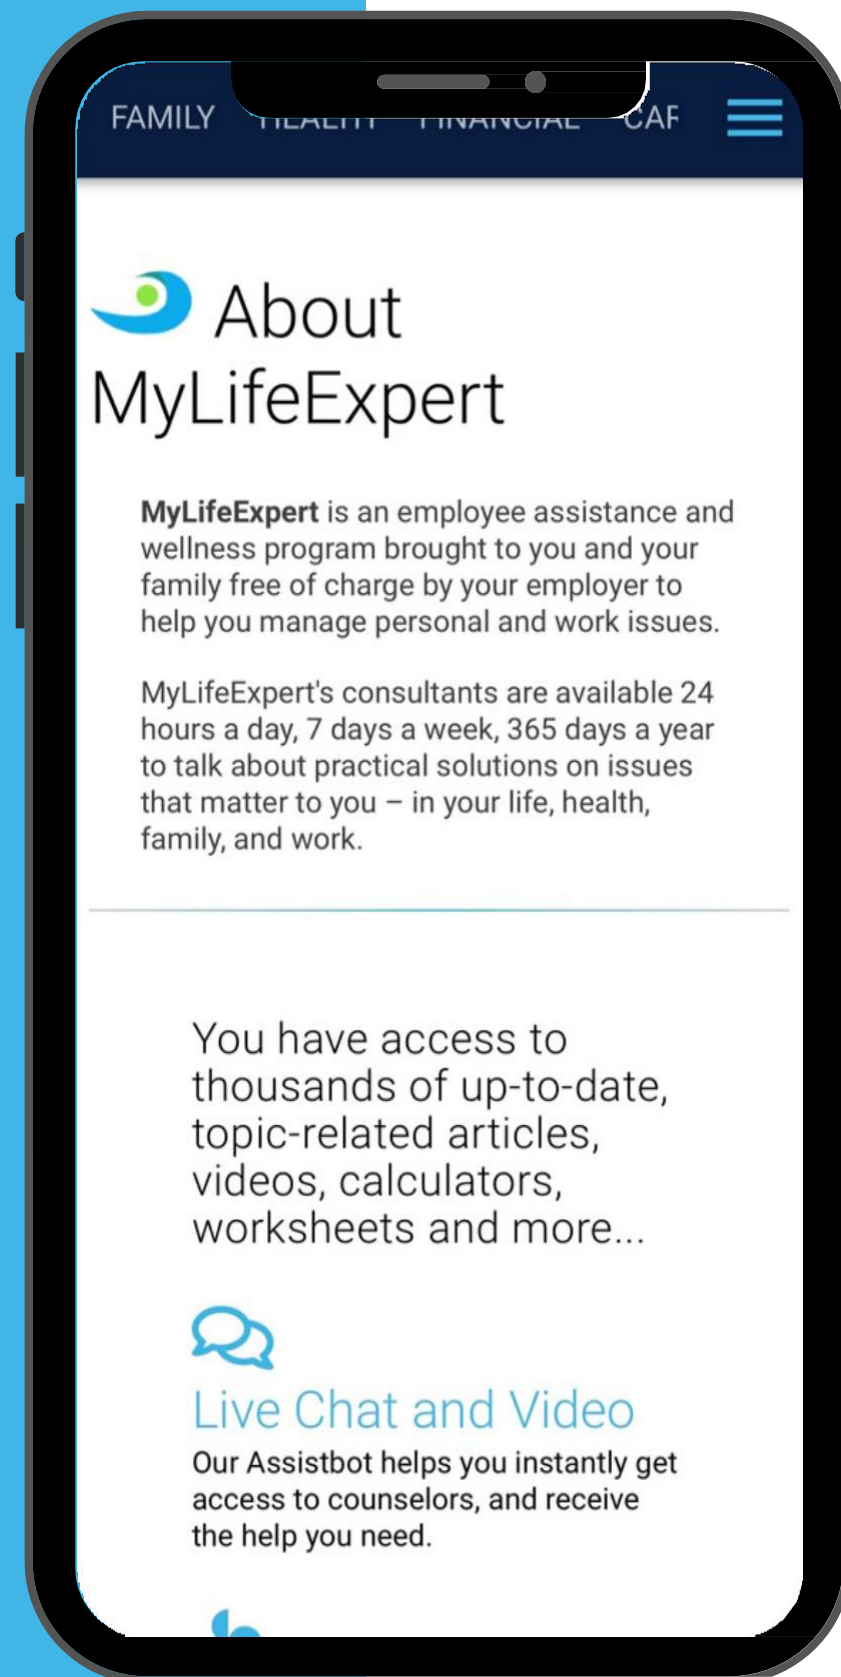 FAMILY HEALTH FINANCIAL CAR
About
MyLifeExpert
MyLifeExpert is an employee assistance and
wellness program brought to you and your
family free of charge by your employer to
help you manage personal and work issues.
MyLifeExpert's consultants are available 24
hours a day, 7 days a week, 365 days a year
to talk about practical solutions on issues
that matter to you – in your life, health,
family, and work.
You have access to
thousands of up-to-date,
topic-related articles,
videos, calculators,
worksheets and more...
Live Chat and Video
Our Assistbot helps you instantly get
access to counselors, and receive
the help you need.